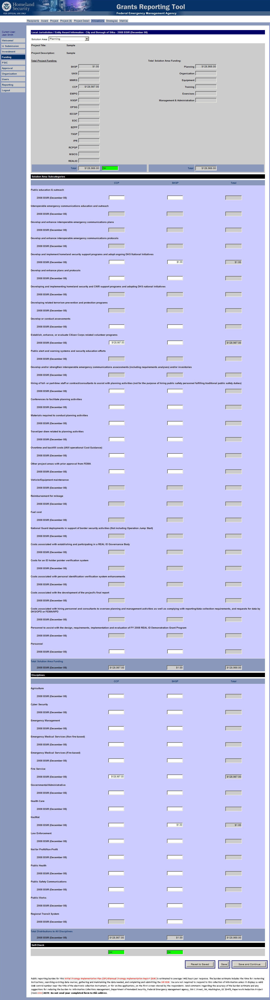 Homeland Security
Grants Reporting Tool
FOR OFFICIAL USE ONLY
Federal Emergency Management Agency
Recipients Award Project Project ($) Project Detail Allocations Strategies Metrics
Current User:
Jean Smith
Welcome!
IJ Submission
Investment
Funding
PSIC
Approval
Organization
Users
Reporting
Logout
Local Jurisdiction / Entity Award Information - City and Borough of Sitka - 2008 BSIR (December 08)
Solution Area: Planning
Project Title: Sample
Project Description: Sample
Total Project Funding: Total Solution Area Funding:
SHSP $1.00 Planning $128,988.00
UASI Organization
MMRS Equipment
CCP $128,987.00 Training
EMPG Exercises
NSGP Management & Administration
OPSG
IECGP
EOC
BZPP
TSGP
IPR
RCPGP
MSICG
REALID
Total $128,988.00 OK Total $128,988.00
Solution Area Subcategories
CCP SHSP Total
Public education & outreach
2008 BSIR (December 08)
Interoperable emergency communications education and outreach
2008 BSIR (December 08)
Develop and enhance interoperable emergency communications plans
2008 BSIR (December 08)
Develop and enhance interoperable emergency communications protocols
2008 BSIR (December 08)
Develop and implement homeland security support programs and adopt ongoing DHS National Initiatives
2008 BSIR (December 08) $1.00 $1.00
Develop and enhance plans and protocols
2008 BSIR (December 08)
Developing and implementing homeland security and CIKR support programs and adopting DHS national initiatives
2008 BSIR (December 08)
Developing related terrorism prevention and protection programs
2008 BSIR (December 08)
Develop or conduct assessments
2008 BSIR (December 08)
Establish, enhance, or evaluate Citizen Corps related volunteer programs
2008 BSIR (December 08) $128,987.00 $128,987.00
Public alert and warning systems and security education efforts
2008 BSIR (December 08)
Develop and/or strengthen interoperable emergency communications assessments (including requirements analyses) and/or inventories
2008 BSIR (December 08)
Hiring of full- or part-time staff or contract/consultants to assist with planning activities (not for the purpose of hiring public safety personnel fulfilling traditional public safety duties)
2008 BSIR (December 08)
Conferences to facilitate planning activities
2008 BSIR (December 08)
Materials required to conduct planning activities
2008 BSIR (December 08)
Travel/per diem related to planning activities
2008 BSIR (December 08)
Overtime and backfill costs (IAW operational Cost Guidance)
2008 BSIR (December 08)
Other project areas with prior approval from FEMA
2008 BSIR (December 08)
Vehicle/Equipment maintenance
2008 BSIR (December 08)
Reimbursement for mileage
2008 BSIR (December 08)
Fuel cost
2008 BSIR (December 08)
National Guard deployments in support of border security activities (Not including Operation Jump Start)
2008 BSIR (December 08)
Costs associated with establishing and participating in a REAL ID Governance Body
2008 BSIR (December 08)
Costs for an ID holder pointer verification system
2008 BSIR (December 08)
Costs associated with personal identification verification system enhancements
2008 BSIR (December 08)
Costs associated with the development of the project's final report
2008 BSIR (December 08)
Costs associated with hiring personnel and consultants to oversee planning and management activities as well as complying with reporting/data collection requirements, and requests for data by
DHS/OPD or FEMA/NPD
2008 BSIR (December 08)
Personnel to assist with the design, requirements, implementation and evaluation of FY 2008 REAL ID Demonstration Grant Program
2008 BSIR (December 08)
Personnel
2008 BSIR (December 08)
Total Solution Area Funding
2008 BSIR (December 08) $128,987.00 $1.00 $128,988.00
Disciplines
CCP SHSP Total
Agriculture
2008 BSIR (December 08)
Cyber Security
2008 BSIR (December 08)
Emergency Management
2008 BSIR (December 08)
Emergency Medical Services (Non fire-based)
2008 BSIR (December 08)
Emergency Medical Services (Fire-based)
2008 BSIR (December 08)
Fire Service
2008 BSIR (December 08) $128,987.00 $128,987.00
Governmental/Administrative
2008 BSIR (December 08)
Health Care
2008 BSIR (December 08)
HazMat
2008 BSIR (December 08) $1.00 $1.00
Law Enforcement
2008 BSIR (December 08)
Not for Profit/Non-Profit
2008 BSIR (December 08)
Public Health
2008 BSIR (December 08)
Public Safety Communications
2008 BSIR (December 08)
Public Works
2008 BSIR (December 08)
Regional Transit System
2008 BSIR (December 08)
Total Distributions to All Disciplines
2008 BSIR (December 08) $128,987.00 $1.00 $128,988.00
Self-Check
OK OK
Revert to Saved Save Save and Continue
Public reporting burden for this Initial Strategy Implementation Plan (ISIP)/Biannual Strategy Implementation Report (BSIR) is estimated to average 1402 hours per response. The burden estimate includes the time for reviewing
instructions, searching existing data sources, gathering and maintaining the data needed, and completing and submitting the ISIP/BSIR. You are not required to respond to this collection of information unless it displays a valid
OMB control number near the title of the electronic collection instrument, or for on-line applications, on the first screen viewed by the respondents. Send comments regarding the accuracy of the burden estimate and any
suggestions for reducing the burden to: Information Collections Management, Department of Homeland Security, Federal Emergency Management Agency, 500 C Street, SW, Washington, DC 20472, Paperwork Reduction Project
(1660-XXXX) NOTE: Do not send your completed form to this address.